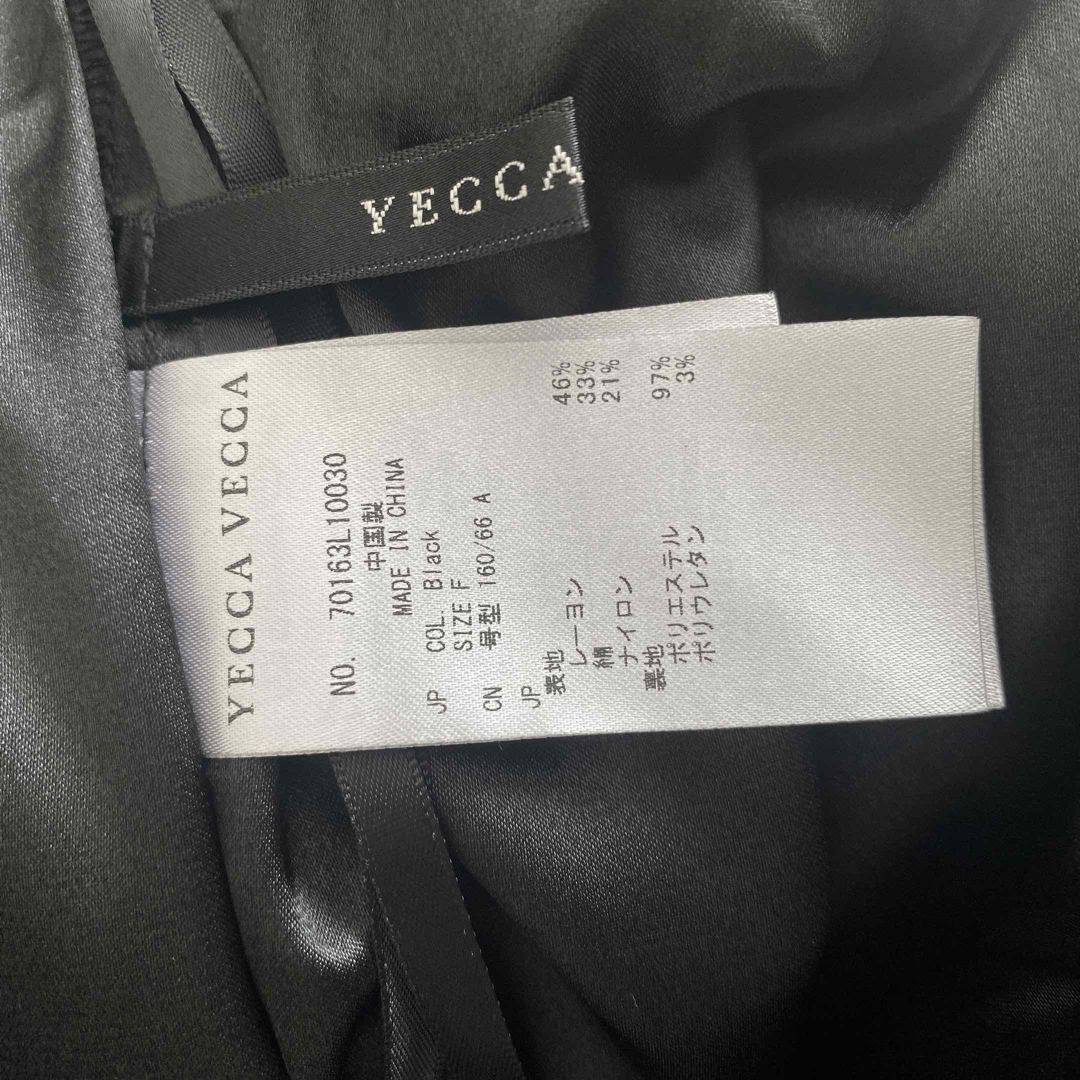 YECCA
YECCA VECCA
NO. 70163L10030
中国製
MADE IN CHINA
JP COL. Black
SIZE F
CN 号型 160/66 A
JP
表地
レーヨン 46%
綿 33%
ナイロン 21%
裏地
ポリエステル 97%
ポリウレタン 3%